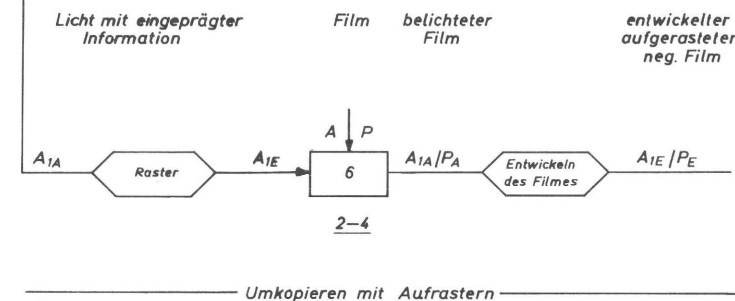 Licht mit eingeprägter
Information
Film
belichteter
Film
entwickelter
aufgerasteter
neg. Film
A P
A1A
Raster
A1E
6
A1A/PA
Entwickeln
des Filmes
A1E/PE
2–4
Umkopieren mit Aufrastern